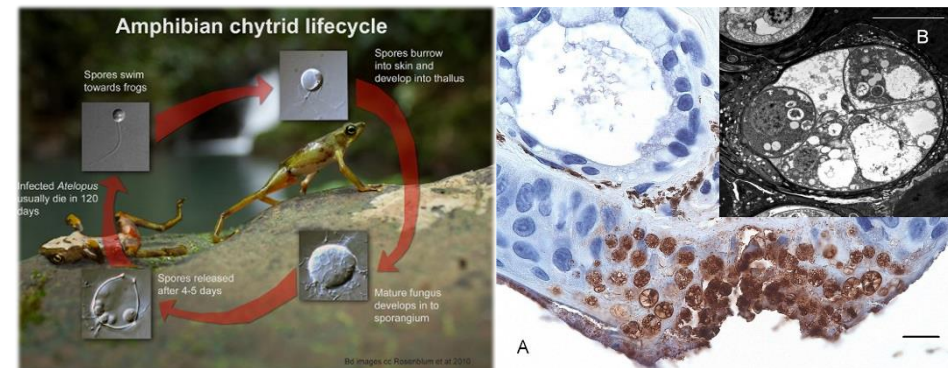 Amphibian chytrid lifecycle
Spores swim
towards frogs
Spores burrow
into skin and
develop into thallus
Infected Atelopus
usually die in 120
days
Spores released
after 4-5 days
Mature fungus
develops in to
sporangium
Bd images cc Rosenblum et al 2010
A
B